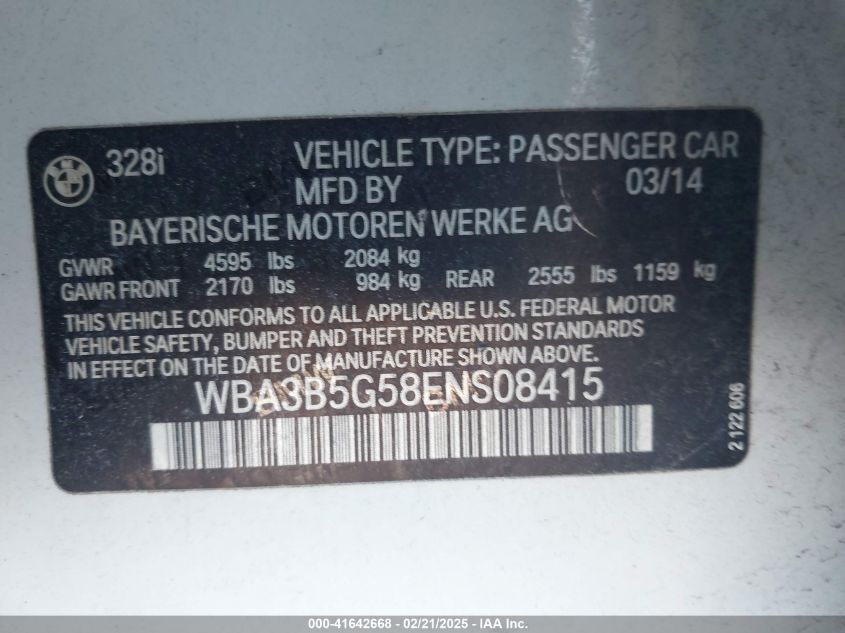 328i VEHICLE TYPE: PASSENGER CAR
MFD BY 03/14
BAYERISCHE MOTOREN WERKE AG
GVWR 4595 lbs 2084 kg
GAWR FRONT 2170 lbs 984 kg REAR 2555 lbs 1159 kg
THIS VEHICLE CONFORMS TO ALL APPLICABLE U.S. FEDERAL MOTOR
VEHICLE SAFETY, BUMPER AND THEFT PREVENTION STANDARDS
IN EFFECT ON THE DATE OF MANUFACTURE SHOWN ABOVE.
WBA3B5G58ENS08415
2 122 606
000-41642668 - 02/21/2025 - IAA Inc.